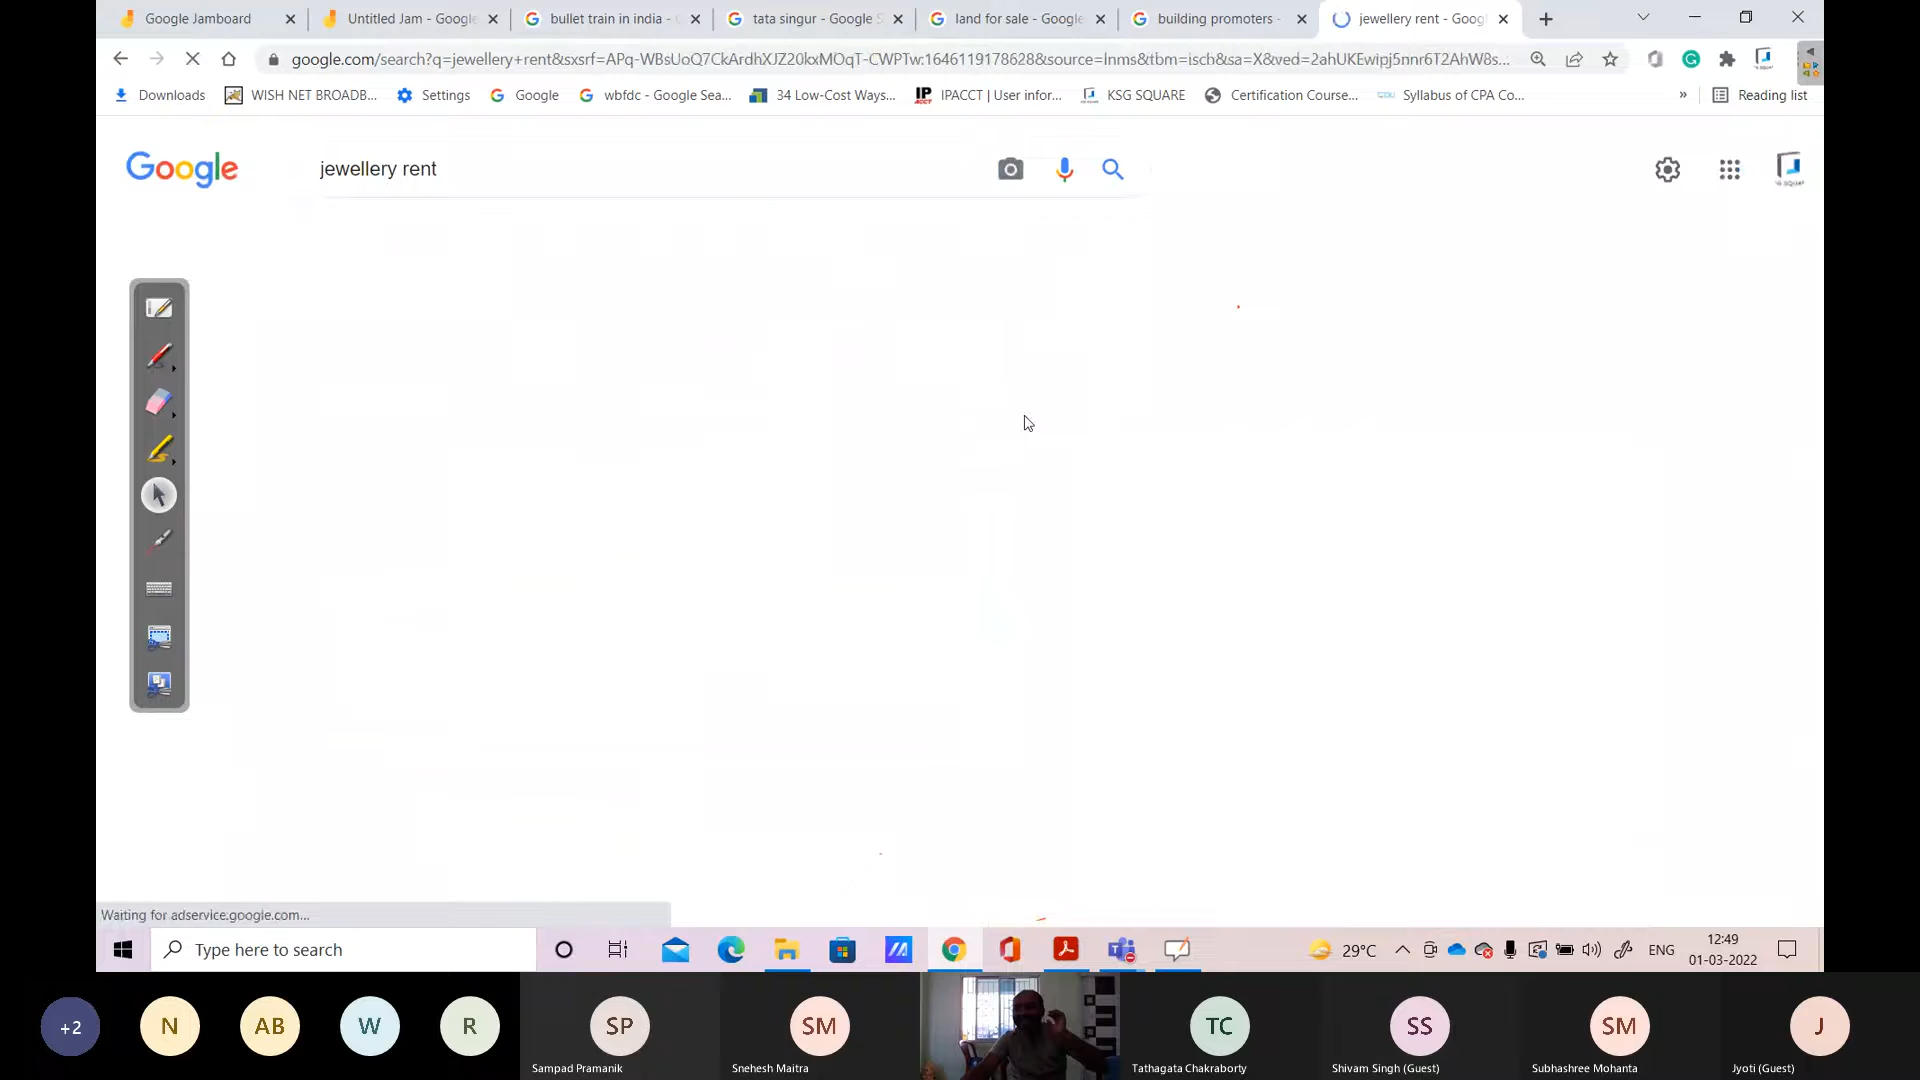 Google Jamboard
Untitled Jam - Google
bullet train in india - G
tata singur - Google S
land for sale - Google
building promoters -
jewellery rent - Goog
google.com/search?q=jewellery+rent&sxsrf=APq-WBsUoQ7CkArdhXJZ20kxMOqT-CWPTw:1646119178628&source=lnms&tbm=isch&sa=X&ved=2ahUKEwipj5nnr6T2AhW8s...
Downloads
WISH NET BROADB...
Settings
Google
wbfdc - Google Sea...
34 Low-Cost Ways...
IP ACCT
IPACCT | User infor...
KSG SQUARE
Certification Course...
Syllabus of CPA Co...
»
Reading list
Google
jewellery rent
Waiting for adservice.google.com...
Type here to search
29°C
ENG
12:49
01-03-2022
+2
N
AB
W
R
SP
Sampad Pramanik
SM
Snehesh Maitra
TC
Tathagata Chakraborty
SS
Shivam Singh (Guest)
SM
Subhashree Mohanta
J
Jyoti (Guest)